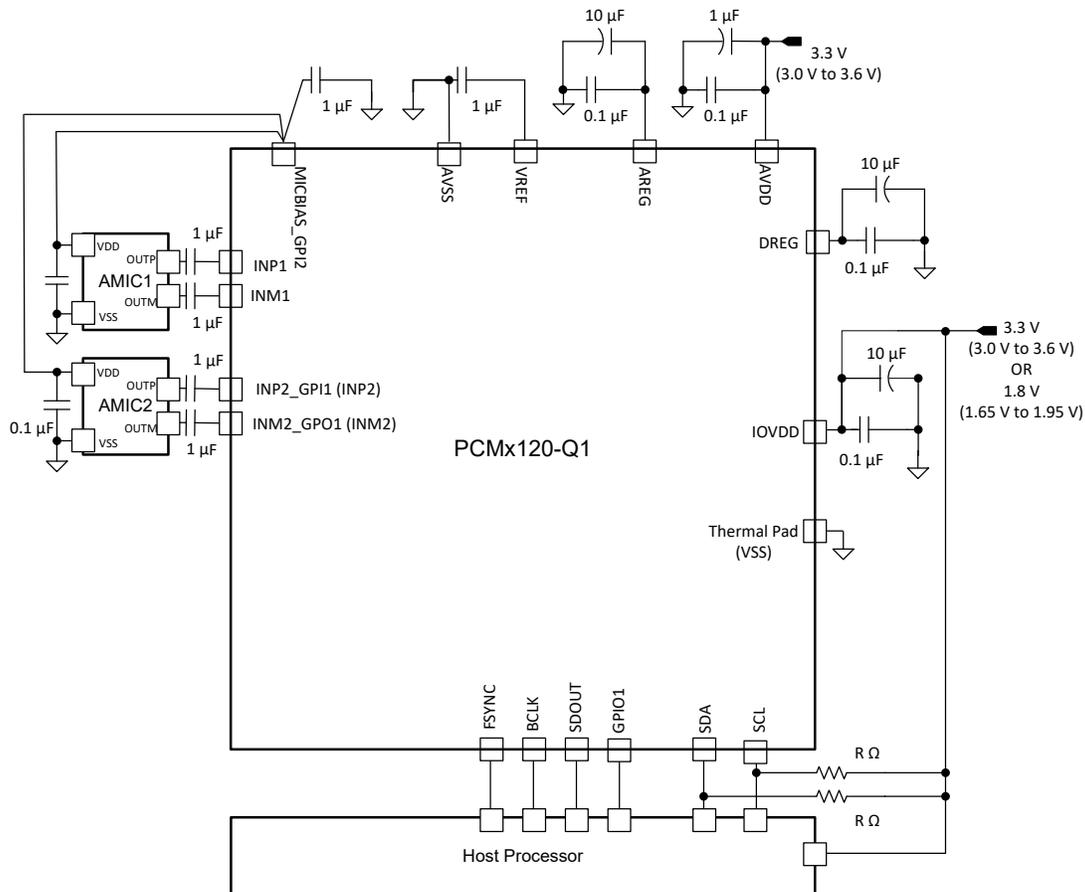 10 µF
1 µF
3.3 V
(3.0 V to 3.6 V)
1 µF
1 µF
0.1 µF
0.1 µF
MICBIAS_GPI2
AVSS
VREF
AREG
AVDD
10 µF
DREG
0.1 µF
1 µF
VDD
OUTP
INP1
AMIC1
OUTM
INM1
VSS
1 µF
3.3 V
(3.0 V to 3.6 V)
OR
1.8 V
(1.65 V to 1.95 V)
10 µF
1 µF
VDD
OUTP
INP2_GPI1 (INP2)
AMIC2
0.1 µF
OUTM
INM2_GPO1 (INM2)
VSS
1 µF
IOVDD
0.1 µF
PCMx120-Q1
Thermal Pad
(VSS)
FSYNC
BCLK
SDOUT
GPIO1
SDA
SCL
R Ω
R Ω
Host Processor